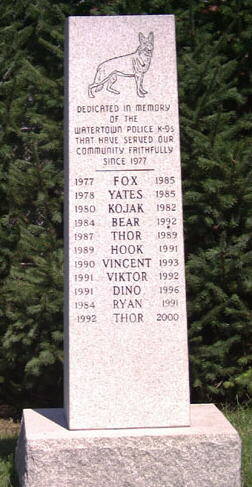 DEDICATED IN MEMORY
OF THE
WATERTOWN POLICE K-9s
THAT HAVE SERVED OUR
COMMUNITY FAITHFULLY
SINCE 1977
1977 FOX 1985
1978 YATES 1985
1980 KOJAK 1982
1984 BEAR 1992
1987 THOR 1989
1989 HOOK 1991
1990 VINCENT 1993
1991 VIKTOR 1992
1991 DINO 1996
1984 RYAN 1991
1992 THOR 2000